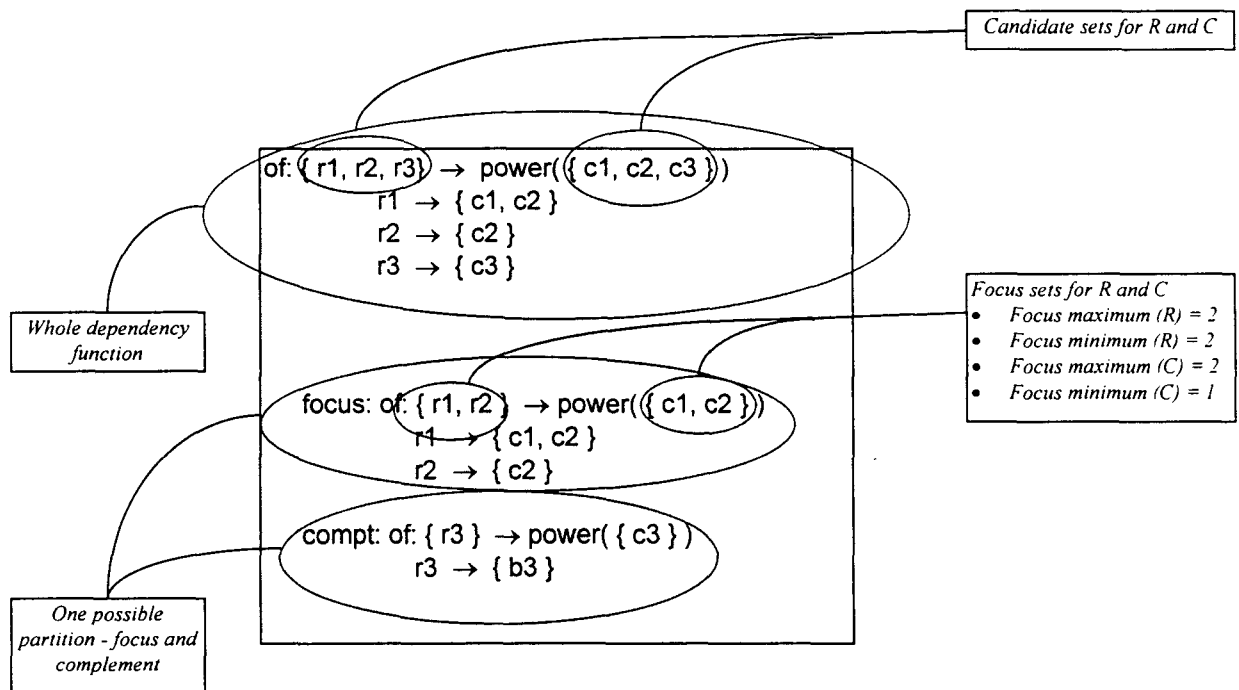 Candidate sets for R and C
of: { r1, r2, r3} → power( { c1, c2, c3 } )
r1 → { c1, c2 }
r2 → { c2 }
r3 → { c3 }
Whole dependency
function
Focus sets for R and C
• Focus maximum (R) = 2
• Focus minimum (R) = 2
• Focus maximum (C) = 2
• Focus minimum (C) = 1
focus: of: { r1, r2 } → power( { c1, c2 } )
r1 → { c1, c2 }
r2 → { c2 }
compt: of: { r3 } → power( { c3 } )
r3 → { b3 }
One possible
partition - focus and
complement